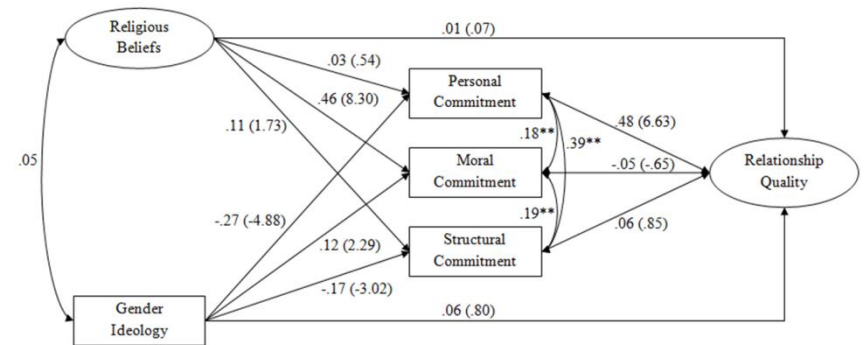 Religious
Beliefs
.01 (.07)
.03 (.54)
.46 (8.30)
.11 (1.73)
Personal
Commitment
.48 (6.63)
.18**
.39**
.05
Moral
Commitment
-.05 (-.65)
Relationship
Quality
-.27 (-4.88)
.19**
.06 (.85)
.12 (2.29)
Structural
Commitment
-.17 (-3.02)
Gender
Ideology
.06 (.80)